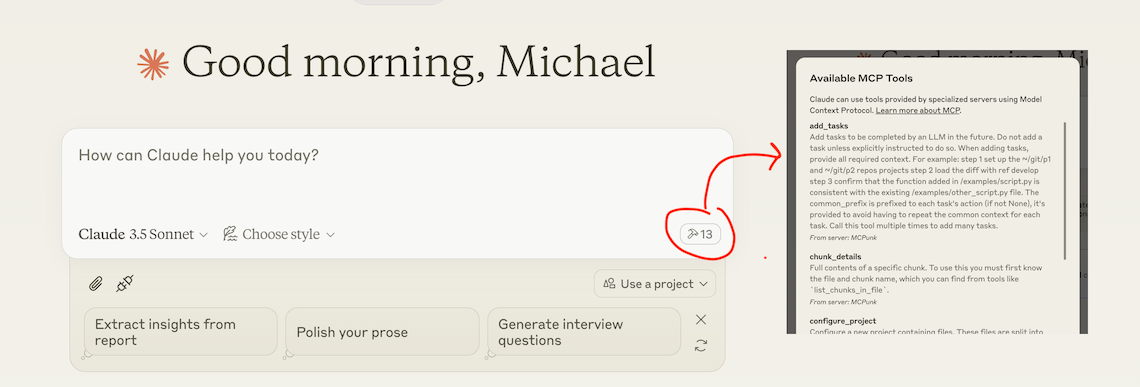 Good morning, Michael
How can Claude help you today?
Claude 3.5 Sonnet
Choose style
13
Use a project
Extract insights from
report
Polish your prose
Generate interview
questions
Available MCP Tools
Claude can use tools provided by specialized servers using Model
Context Protocol. Learn more about MCP.
add_tasks
Add tasks to be completed by an LLM in the future. Do not add a
task unless explicitly instructed to do so. When adding tasks,
provide all required context. For example: step 1 set up the ~/git/p1
and ~/git/p2 repos projects step 2 load the diff with ref develop
step 3 confirm that the function added in /examples/script.py is
consistent with the existing /examples/other_script.py file. The
common_prefix is prefixed to each task's action (if not None), it's
provided to avoid having to repeat the common context for each
task. Call this tool multiple times to add many tasks.
From server: MCPunk
chunk_details
Full contents of a specific chunk. To use this you must first know
the file and chunk name, which you can find from tools like
`list_chunks_in_file`.
From server: MCPunk
configure_project
Configure a new project containing files. These files are split into